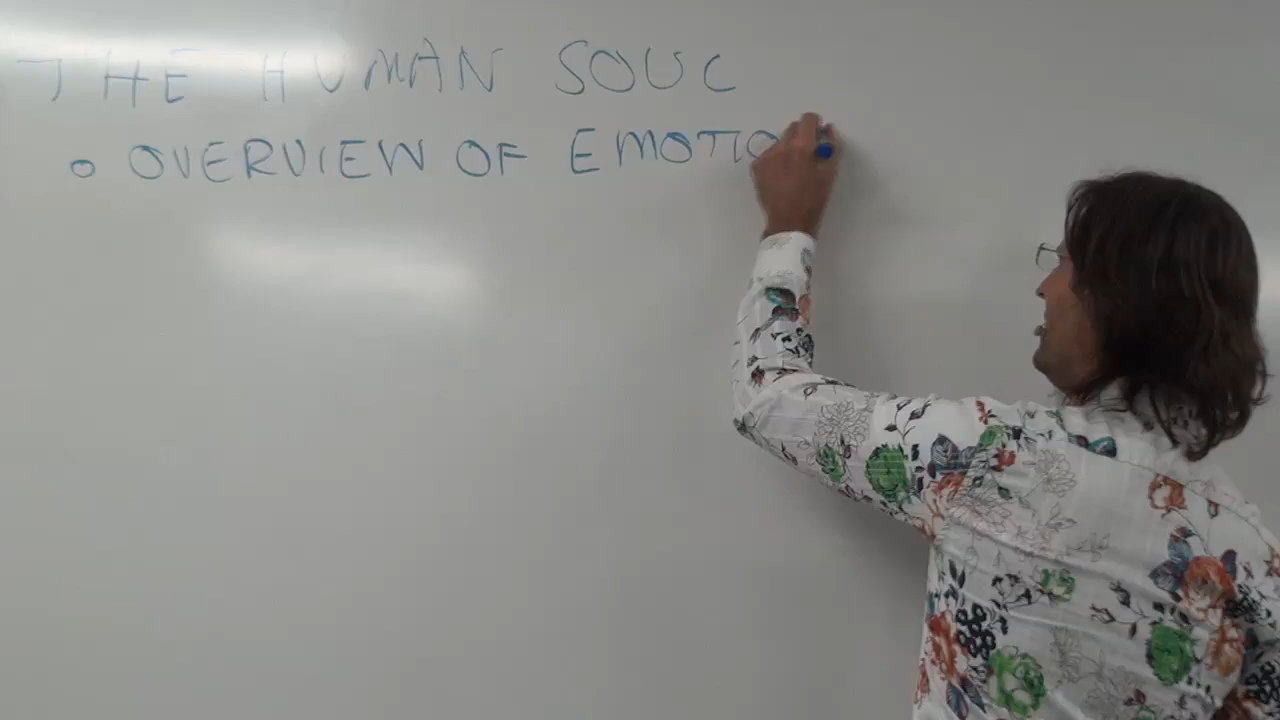 THE HUMAN SOUL
○ OVERVIEW OF EMOTIO